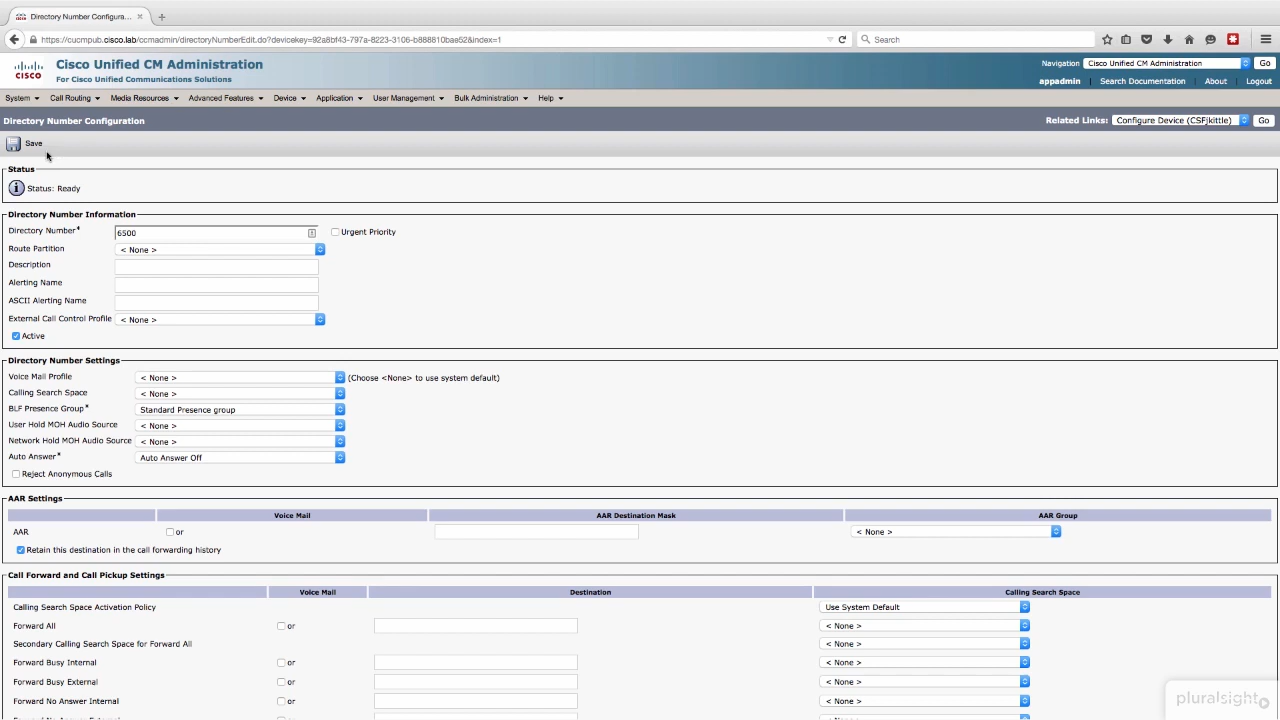 Directory Number Configura... ×
https://cucmpub.cisco.lab/ccmadmin/directoryNumberEdit.do?devicekey=92a8bf43-797a-8223-3106-b888810bae52&index=1
Search
CISCO
Cisco Unified CM Administration
For Cisco Unified Communications Solutions
Navigation Cisco Unified CM Administration Go
appadmin | Search Documentation | About | Logout
System Call Routing Media Resources Advanced Features Device Application User Management Bulk Administration Help
Directory Number Configuration
Related Links: Configure Device (CSFjkittle) Go
Save
Status
Status: Ready
Directory Number Information
Directory Number* 6500 Urgent Priority
Route Partition < None >
Description
Alerting Name
ASCII Alerting Name
External Call Control Profile < None >
Active
Directory Number Settings
Voice Mail Profile < None > (Choose <None> to use system default)
Calling Search Space < None >
BLF Presence Group* Standard Presence group
User Hold MOH Audio Source < None >
Network Hold MOH Audio Source < None >
Auto Answer* Auto Answer Off
Reject Anonymous Calls
AAR Settings
Voice Mail AAR Destination Mask AAR Group
AAR or < None >
Retain this destination in the call forwarding history
Call Forward and Call Pickup Settings
Voice Mail Destination Calling Search Space
Calling Search Space Activation Policy Use System Default
Forward All or < None >
Secondary Calling Search Space for Forward All < None >
Forward Busy Internal or < None >
Forward Busy External or < None >
Forward No Answer Internal or < None >
pluralsight